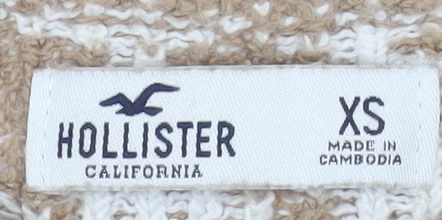 HOLLISTER
CALIFORNIA
XS
MADE IN
CAMBODIA